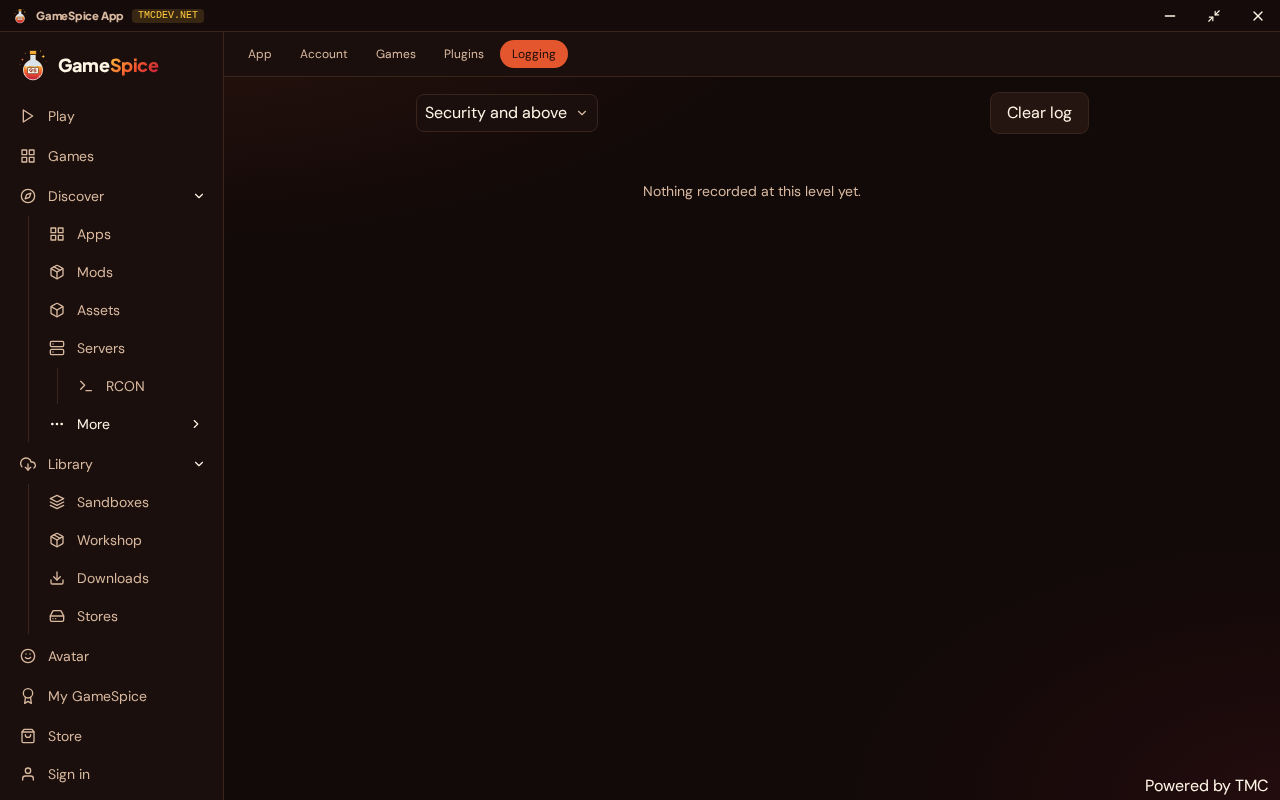 GameSpice App TMCDEV.NET
GameSpice
App Account Games Plugins Logging
Security and above
Clear log
Nothing recorded at this level yet.
Play
Games
Discover
Apps
Mods
Assets
Servers
RCON
More
Library
Sandboxes
Workshop
Downloads
Stores
Avatar
My GameSpice
Store
Sign in
Powered by TMC